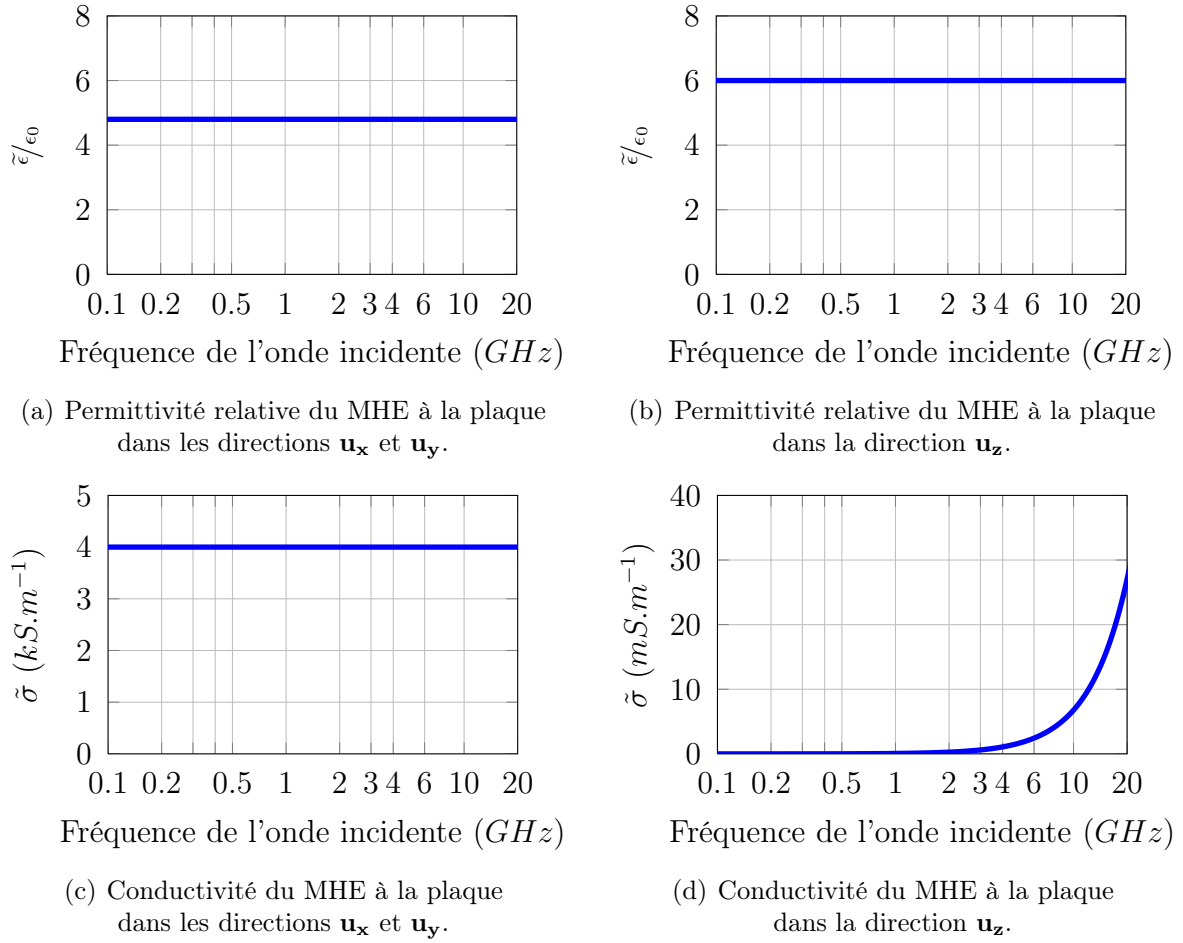 8
6
4
2
0
ϵ̃/ϵ0
0.1 0.2 0.5 1 2 3 4 6 10 20
Fréquence de l'onde incidente (GHz)
(a) Permittivité relative du MHE à la plaque
dans les directions ux et uy.
8
6
4
2
0
ϵ̃/ϵ0
0.1 0.2 0.5 1 2 3 4 6 10 20
Fréquence de l'onde incidente (GHz)
(b) Permittivité relative du MHE à la plaque
dans la direction uz.
5
4
3
2
1
0
σ̃ (kS.m−1)
0.1 0.2 0.5 1 2 3 4 6 10 20
Fréquence de l'onde incidente (GHz)
(c) Conductivité du MHE à la plaque
dans les directions ux et uy.
40
30
20
10
0
σ̃ (mS.m−1)
0.1 0.2 0.5 1 2 3 4 6 10 20
Fréquence de l'onde incidente (GHz)
(d) Conductivité du MHE à la plaque
dans la direction uz.